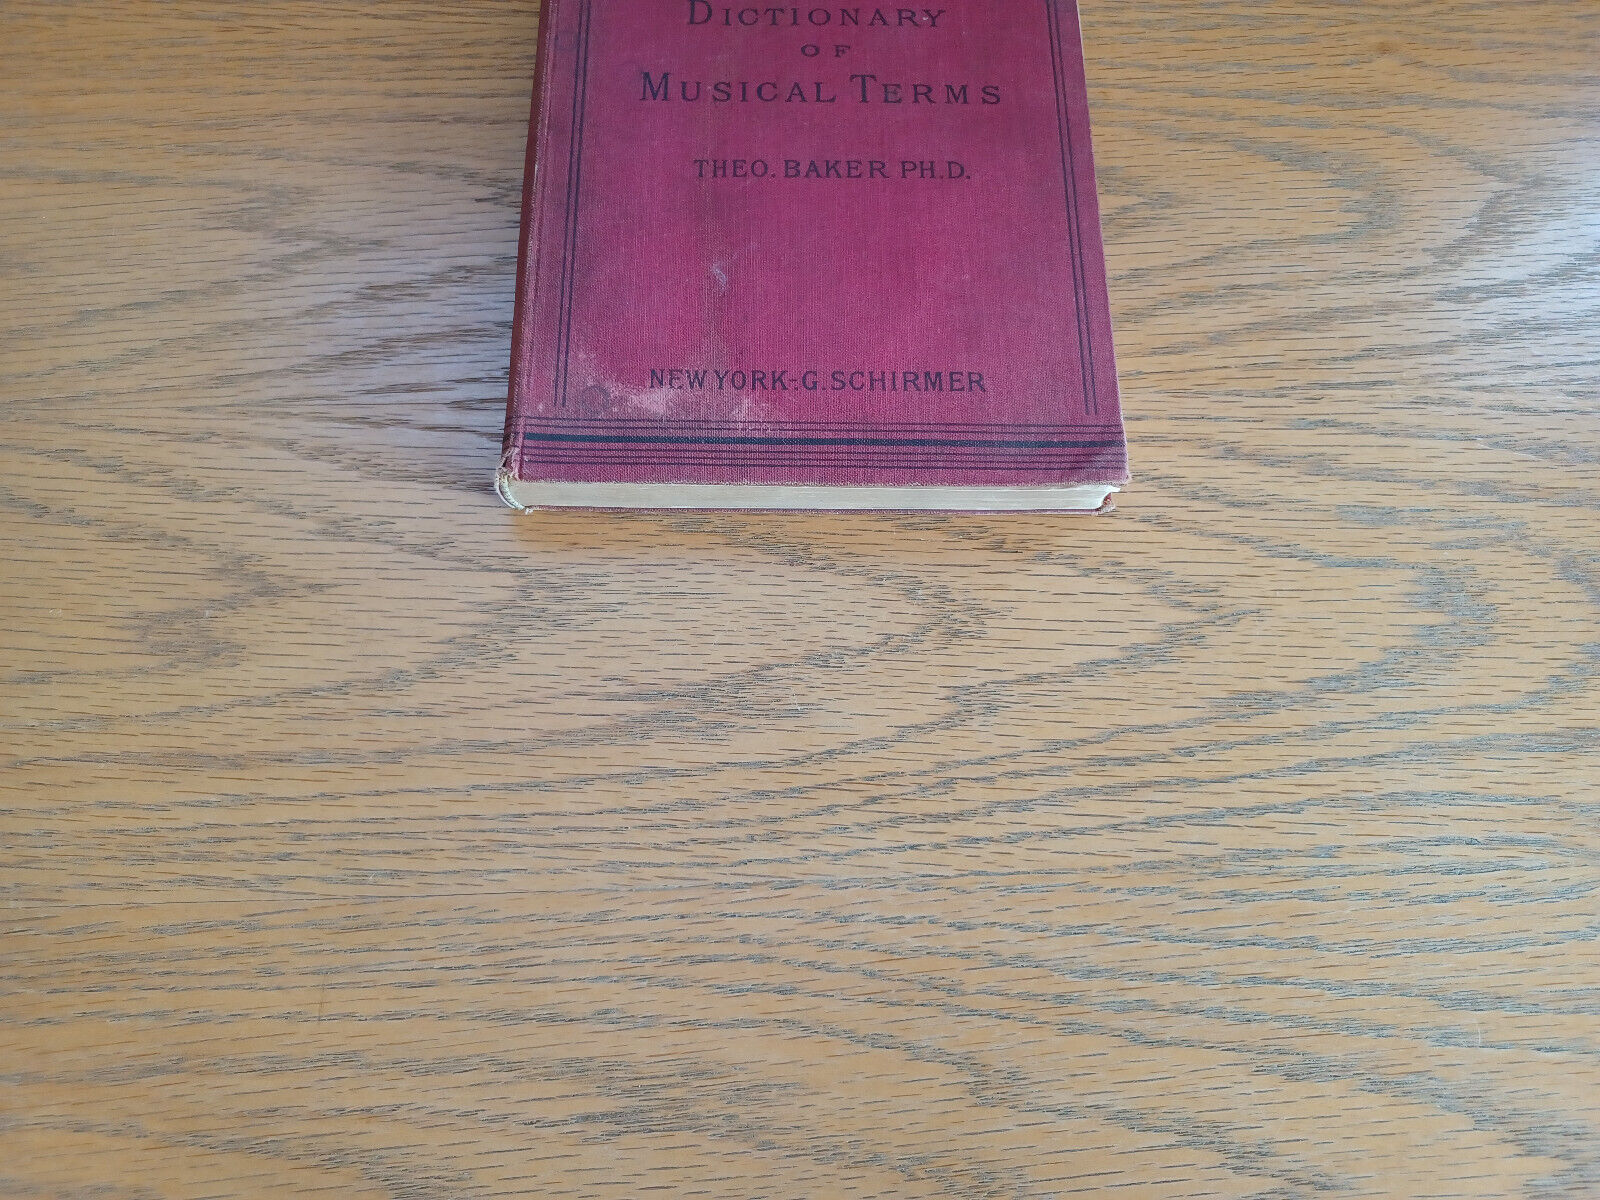 DICTIONARY
OF
MUSICAL TERMS
THEO. BAKER PH.D.
NEW YORK-G. SCHIRMER